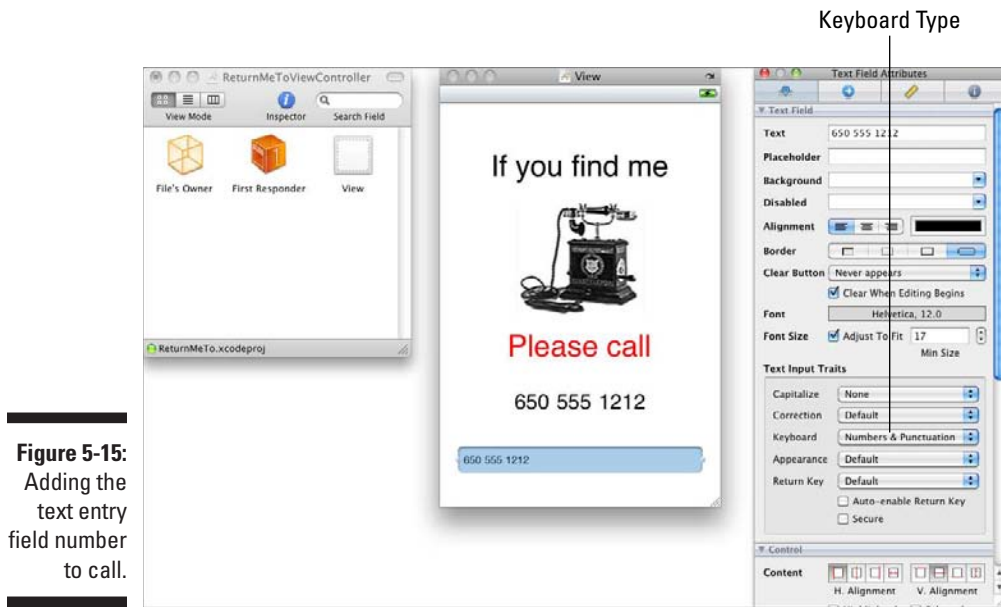 Keyboard Type
ReturnMeToViewController
View Mode
Inspector
Search Field
File's Owner
First Responder
View
ReturnMeTo.xcodeproj
View
If you find me
Please call
650 555 1212
650 555 1212
Text Field Attributes
Text Field
Text 650 555 1212
Placeholder
Background
Disabled
Alignment
Border
Clear Button Never appears
Clear When Editing Begins
Font Helvetica, 12.0
Font Size Adjust To Fit 17
Min Size
Text Input Traits
Capitalize None
Correction Default
Keyboard Numbers & Punctuation
Appearance Default
Return Key Default
Auto-enable Return Key
Secure
Control
Content
H. Alignment V. Alignment
Figure 5-15:
Adding the
text entry
field number
to call.